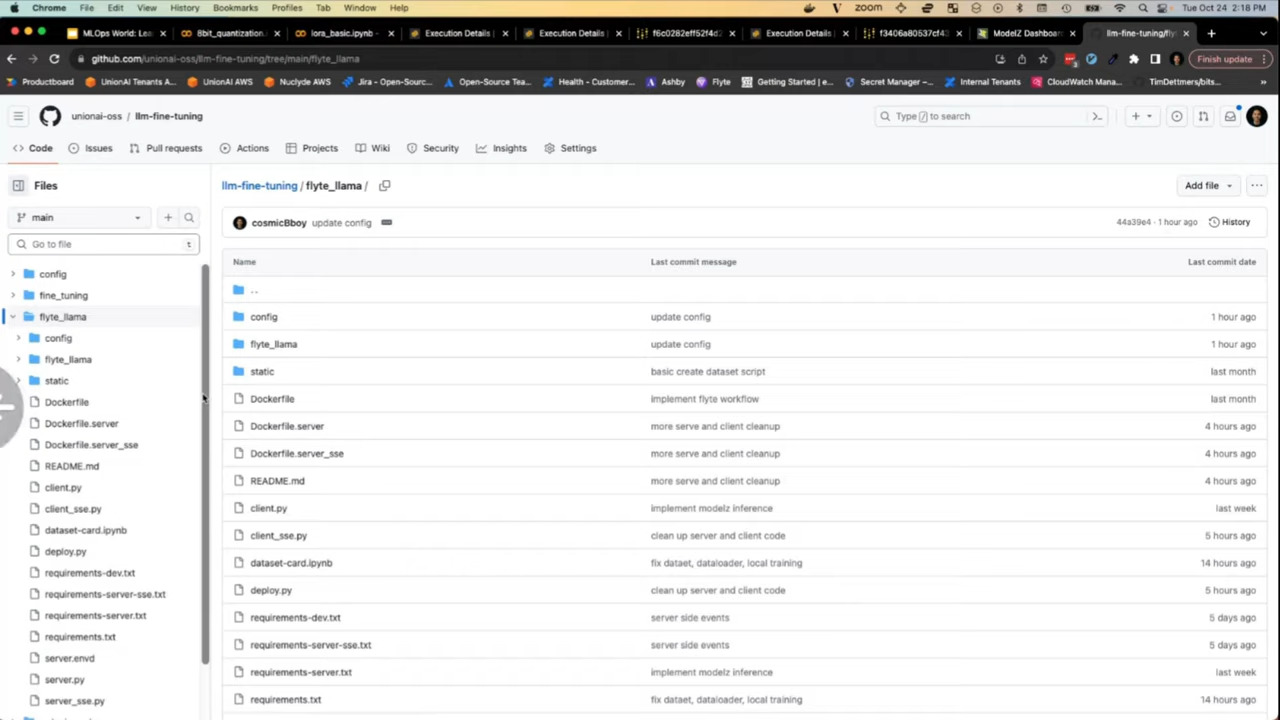 Chrome File Edit View History Bookmarks Profiles Tab Window Help zoom Tue Oct 24 2:18 PM
MLOps World: Lea 8bit_quantization. lora_basic.ipynb - Execution Details | Execution Details | f6c0282eff52f4d2 Execution Details | f3406a80537cf43 ModelZ Dashboard llm-fine-tuning/fly
github.com/unionai-oss/llm-fine-tuning/tree/main/flyte_llama Finish update
Productboard UnionAI Tenants A... UnionAI AWS Nuclyde AWS Jira - Open-Sourc... Open-Source Tea... Health - Customer... Ashby Flyte Getting Started | e... Secret Manager –... Internal Tenants CloudWatch Mana... TimDettmers/bits...
unionai-oss / llm-fine-tuning Type / to search
Code Issues Pull requests Actions Projects Wiki Security Insights Settings
Files llm-fine-tuning / flyte_llama / Add file
main
cosmicBboy update config 44a39e4 · 1 hour ago History
Go to file t
Name Last commit message Last commit date
config
..
fine_tuning
flyte_llama
config
flyte_llama
static
Dockerfile
Dockerfile.server
Dockerfile.server_sse
README.md
client.py
client_sse.py
dataset-card.ipynb
deploy.py
requirements-dev.txt
requirements-server-sse.txt
requirements-server.txt
requirements.txt
server.envd
server.py
server_sse.py
config update config 1 hour ago
flyte_llama update config 1 hour ago
static basic create dataset script last month
Dockerfile implement flyte workflow last month
Dockerfile.server more serve and client cleanup 4 hours ago
Dockerfile.server_sse more serve and client cleanup 4 hours ago
README.md more serve and client cleanup 4 hours ago
client.py implement modelz inference last week
client_sse.py clean up server and client code 5 hours ago
dataset-card.ipynb fix dataet, dataloader, local training 14 hours ago
deploy.py clean up server and client code 5 hours ago
requirements-dev.txt server side events 5 days ago
requirements-server-sse.txt server side events 5 days ago
requirements-server.txt implement modelz inference last week
requirements.txt fix dataet, dataloader, local training 14 hours ago